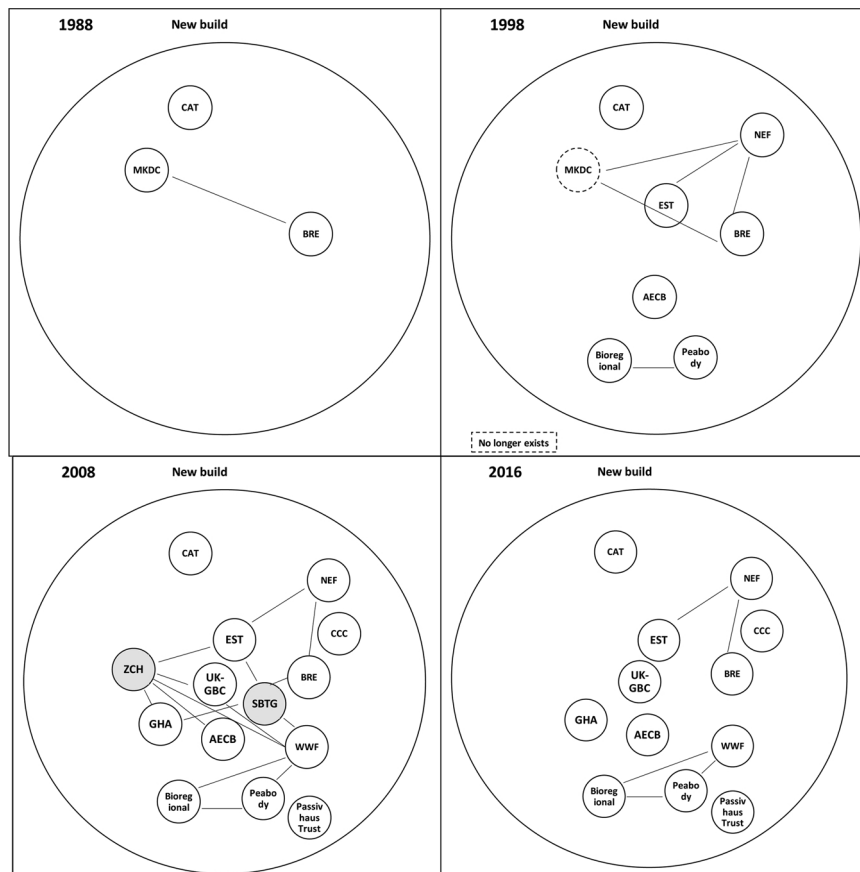 1988 New build
CAT
MKDC
BRE
1998 New build
CAT
NEF
MKDC
EST
BRE
AECB
Bioreg
ional
Peabo
dy
No longer exists
2008 New build
CAT
NEF
CCC
EST
ZCH
UK-
GBC
BRE
SBTG
GHA
AECB
WWF
Bioreg
ional
Peabo
dy
Passiv
haus
Trust
2016 New build
CAT
NEF
CCC
EST
UK-
GBC
BRE
GHA
AECB
WWF
Bioreg
ional
Peabo
dy
Passiv
haus
Trust